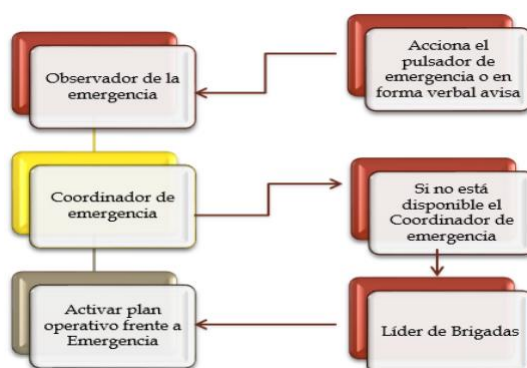 Observador de la
emergencia
Acciona el
pulsador de
emergencia o en
forma verbal avisa
Coordinador de
emergencia
Si no está
disponible el
Coordinador de
emergencia
Activar plan
operativo frente a
Emergencia
Líder de Brigadas